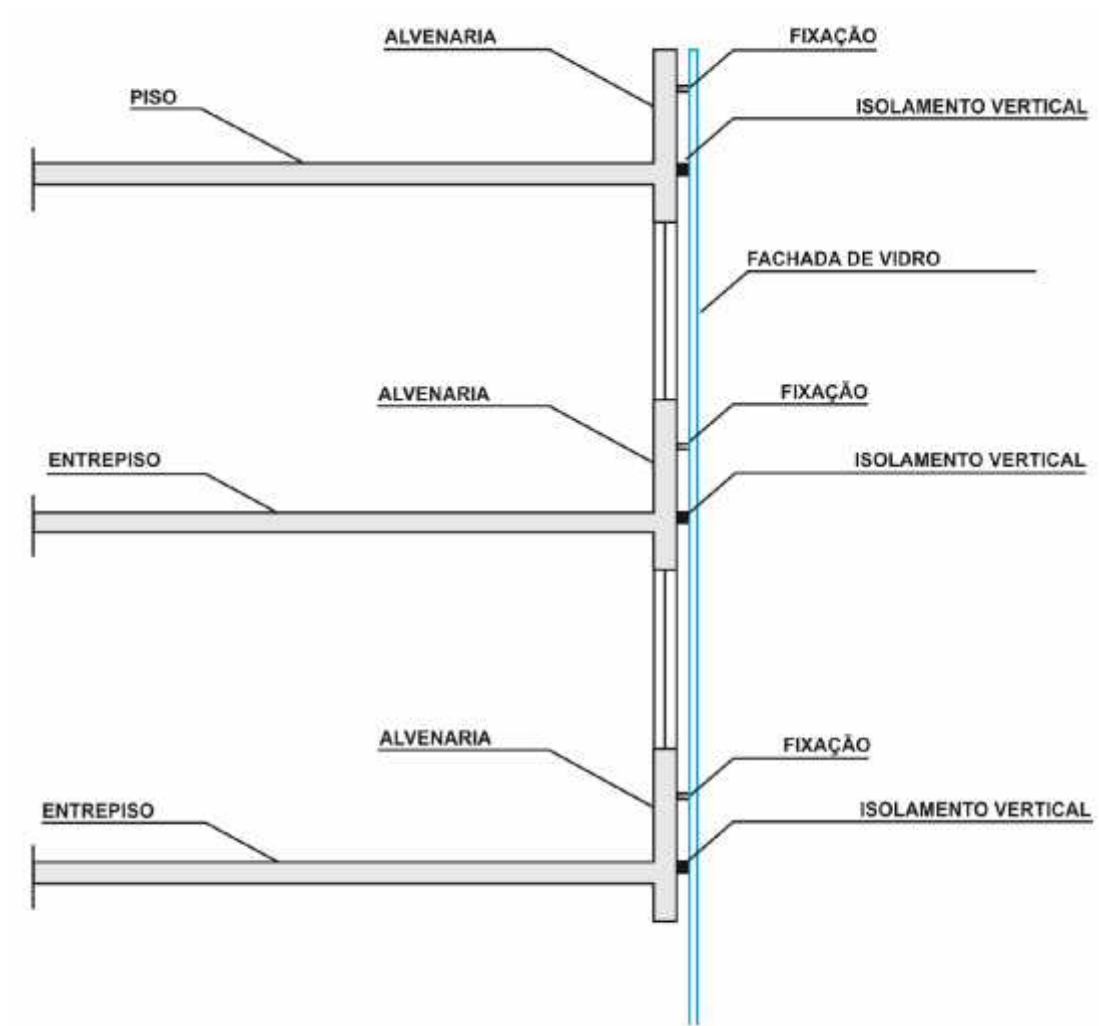 ALVENARIA
FIXAÇÃO
PISO
ISOLAMENTO VERTICAL
FACHADA DE VIDRO
ALVENARIA
FIXAÇÃO
ENTREPISO
ISOLAMENTO VERTICAL
ALVENARIA
FIXAÇÃO
ENTREPISO
ISOLAMENTO VERTICAL